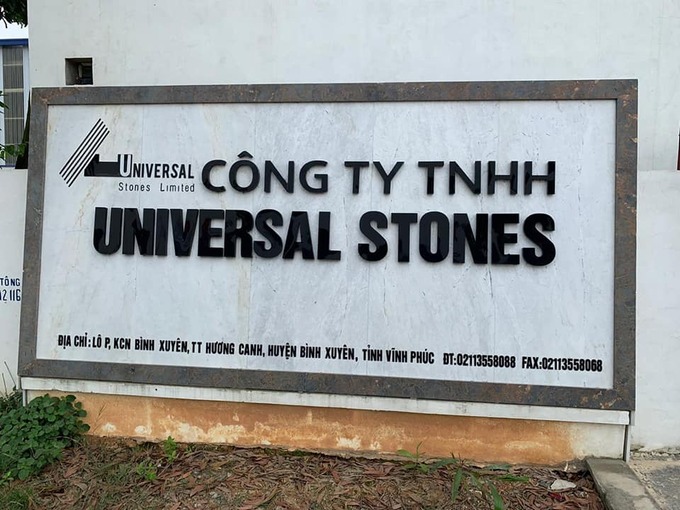 UNIVERSAL
Stones Limited
CÔNG TY TNHH
UNIVERSAL STONES
ĐỊA CHỈ: LÔ P, KCN BÌNH XUYÊN, TT HƯƠNG CANH, HUYỆN BÌNH XUYÊN, TỈNH VĨNH PHÚC ĐT:02113558088 FAX:02113558068
TÔNG